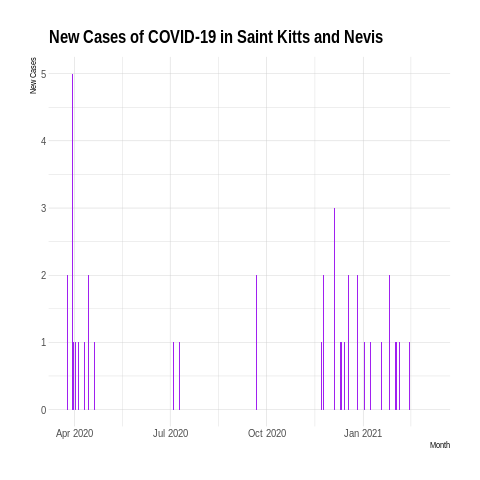 New Cases of COVID-19 in Saint Kitts and Nevis
New Cases
5
4
3
2
1
0
Apr 2020 Jul 2020 Oct 2020 Jan 2021
Month